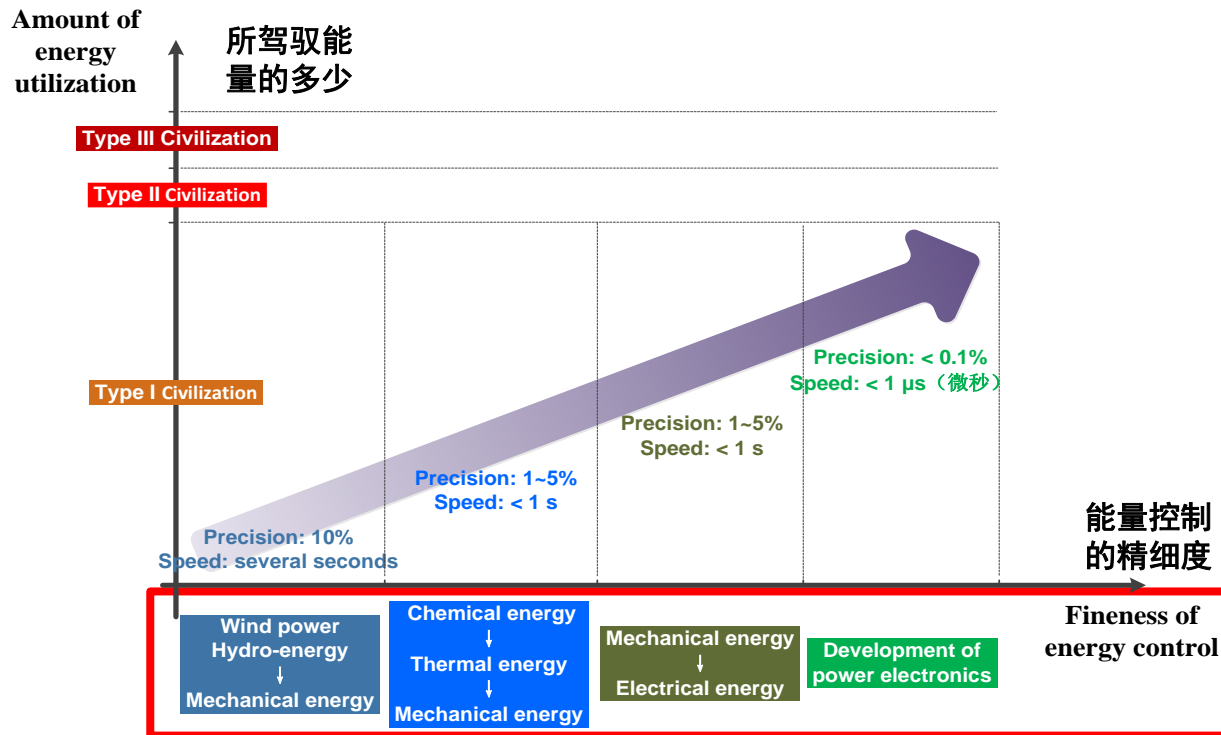 Amount of
energy
utilization
所驾驭能
量的多少
Type III Civilization
Type II Civilization
Type I Civilization
Precision: < 0.1%
Speed: < 1 μs（微秒）
Precision: 1~5%
Speed: < 1 s
Precision: 1~5%
Speed: < 1 s
Precision: 10%
Speed: several seconds
能量控制
的精细度
Fineness of
energy control
Wind power
Hydro-energy
↓
Mechanical energy
Chemical energy
↓
Thermal energy
↓
Mechanical energy
Mechanical energy
↓
Electrical energy
Development of
power electronics